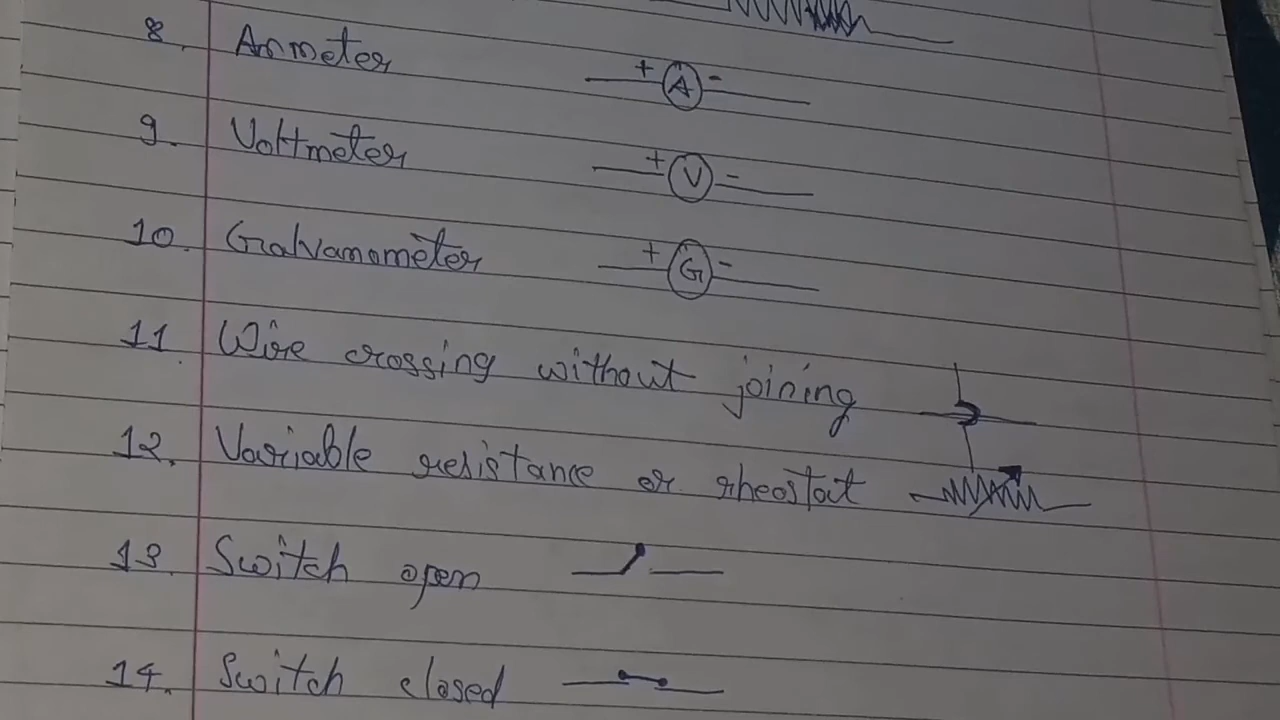 8. Ammeter + A -
9. Voltmeter + V -
10. Galvanometer + G -
11. Wire crossing without joining
12. Variable resistance or rheostat
13. Switch open
14. Switch closed